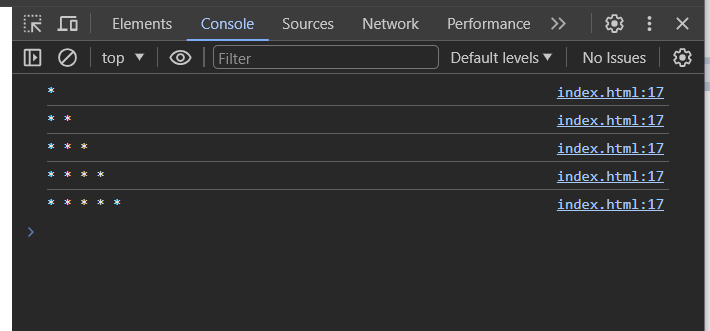 Elements Console Sources Network Performance
top Filter Default levels No Issues
* index.html:17
* * index.html:17
* * * index.html:17
* * * * index.html:17
* * * * * index.html:17